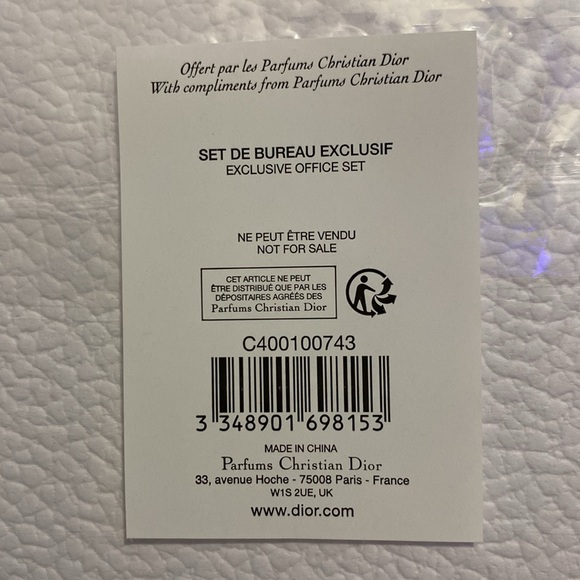 Offert par les Parfums Christian Dior
With compliments from Parfums Christian Dior
SET DE BUREAU EXCLUSIF
EXCLUSIVE OFFICE SET
NE PEUT ÊTRE VENDU
NOT FOR SALE
CET ARTICLE NE PEUT
ÊTRE DISTRIBUÉ QUE PAR LES
DÉPOSITAIRES AGRÉÉS DES
Parfums Christian Dior
C400100743
3 348901 698153
MADE IN CHINA
Parfums Christian Dior
33, avenue Hoche - 75008 Paris - France
W1S 2UE, UK
www.dior.com